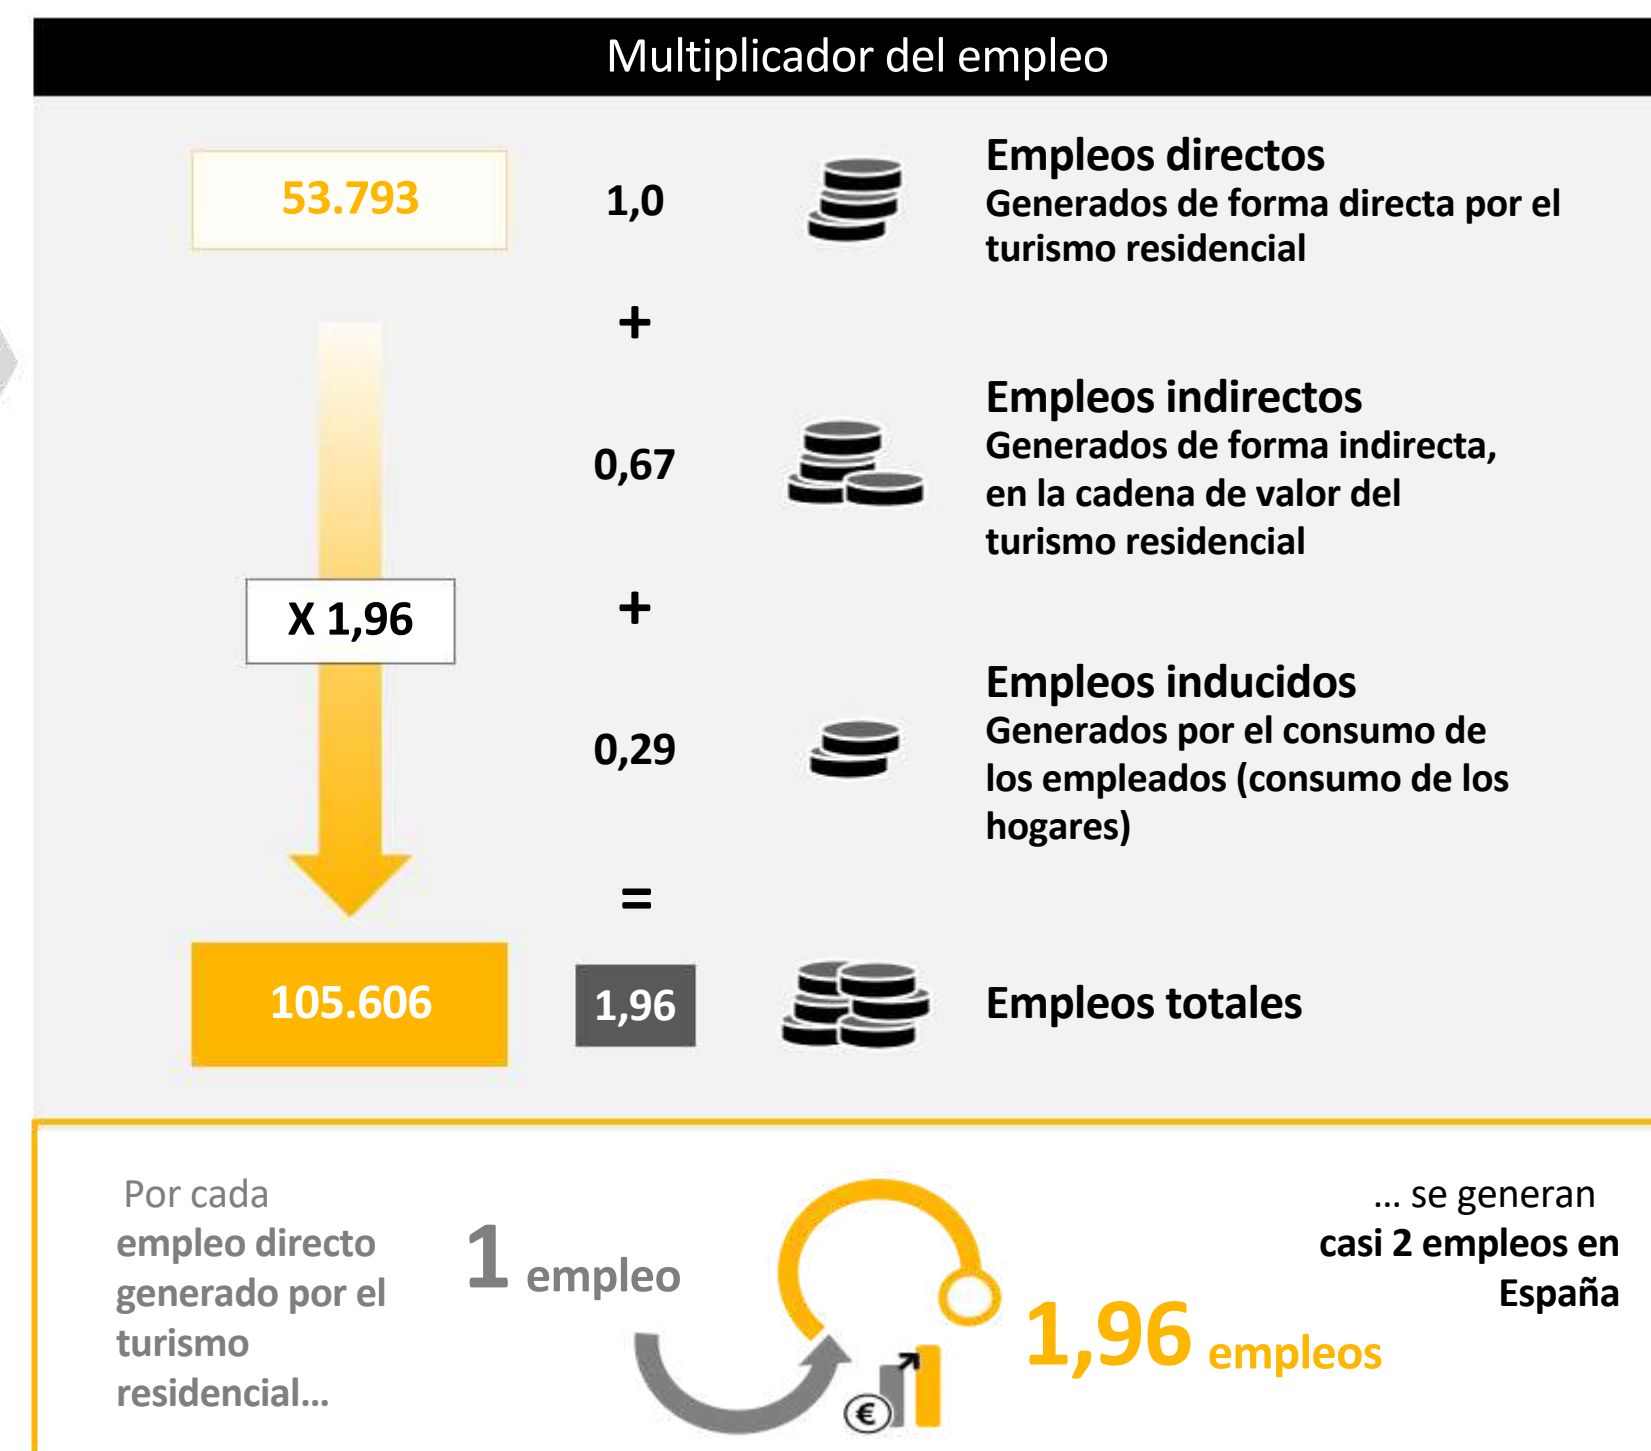 Multiplicador del empleo
53.793
1,0
Empleos directos
Generados de forma directa por el
turismo residencial
+
0,67
Empleos indirectos
Generados de forma indirecta,
en la cadena de valor del
turismo residencial
X 1,96
+
0,29
Empleos inducidos
Generados por el consumo de
los empleados (consumo de los
hogares)
=
105.606
1,96
Empleos totales
Por cada
empleo directo
generado por el
turismo
residencial...
1 empleo
€
1,96 empleos
... se generan
casi 2 empleos en
España